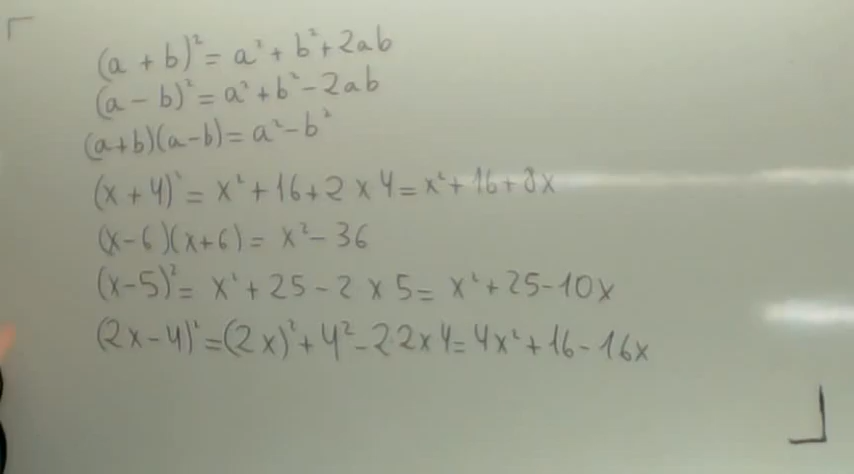 (a + b)² = a² + b² + 2ab
(a - b)² = a² + b² - 2ab
(a+b)(a-b) = a² - b²
(x + 4)² = x² + 16 + 2 x 4 = x² + 16 + 8x
(x-6)(x+6) = x² - 36
(x-5)² = x² + 25 - 2 x 5 = x² + 25 - 10x
(2x-4)² = (2x)² + 4² - 2·2x4 = 4x² + 16 - 16x